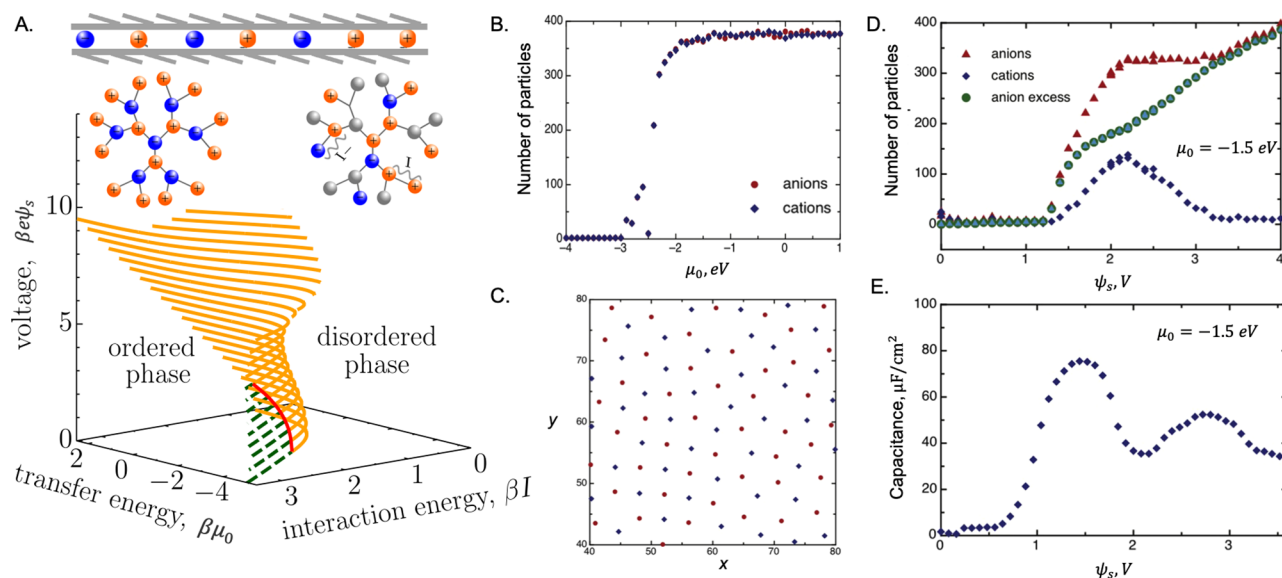 A.
− + − + − + +
I−
I
voltage, βeψs
10
5
0
ordered
phase
disordered
phase
2
0
−2
−4
transfer energy, βμ0
3
2
1
0
interaction energy, βI
B.
Number of particles
400
300
200
100
0
anions
cations
-4
-3
-2
-1
0
1
μ0, eV
C.
80
70
60
50
40
y
40
50
60
70
80
x
D.
Number of particles
400
300
200
100
0
anions
cations
anion excess
μ0 = −1.5 eV
0
1
2
3
4
ψs, V
E.
Capacitance, μF/cm²
100
80
60
40
20
0
μ0 = −1.5 eV
0
1
2
3
ψs, V